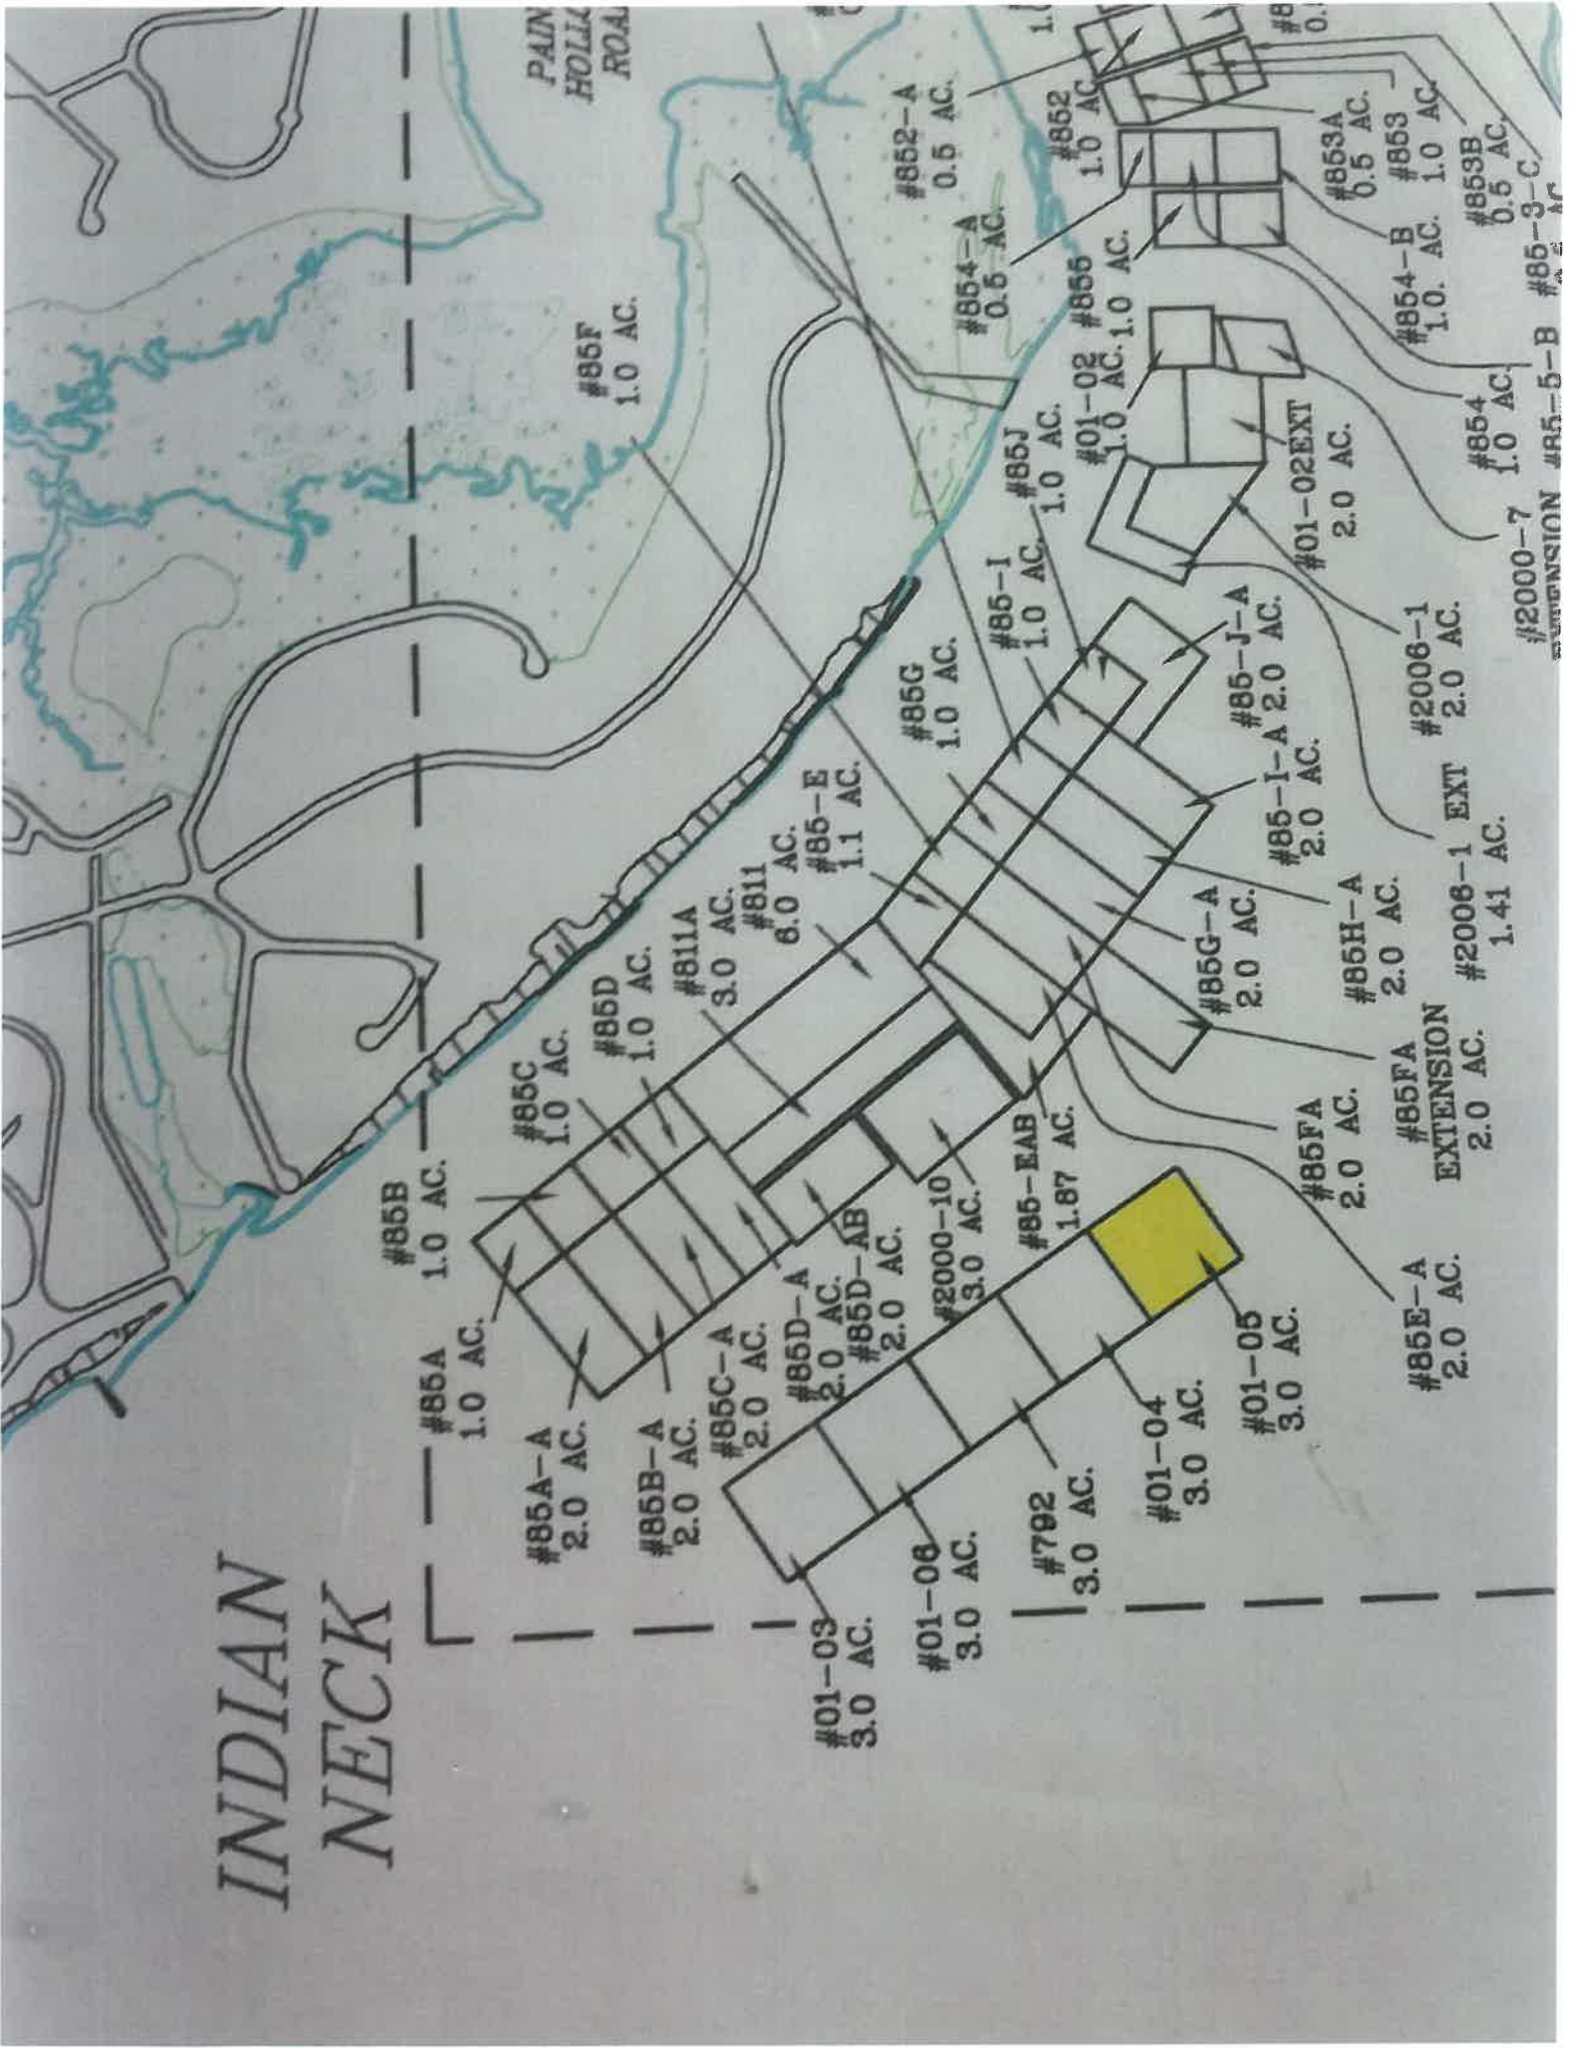 INDIAN
NECK
PAIN
HOLL
ROA
#85F
1.0 AC.
#85B
1.0 AC.
#85A
1.0 AC.
#85C
1.0 AC.
#85D
1.0 AC.
#811A
3.0 AC.
#811
6.0 AC.
#85-E
1.1 AC.
#85G
1.0 AC.
#85-I
1.0 AC.
#85J
1.0 AC.
#01-02
1.0 AC.
#855
1.0 AC.
#854-A
0.5 AC.
#852-A
0.5 AC.
#852
1.0 AC.
#853A
0.5 AC.
#853
1.0 AC.
#853B
0.5 AC.
#85-3-C
#854-B
1.0. AC.
#854
1.0 AC.
#85-5-B
#2000-7
EXTENSION
#01-02EXT
2.0 AC.
#2006-1
2.0 AC.
#2006-1 EXT
1.41 AC.
#85-J-A
2.0 AC.
#85-I-A
2.0 AC.
#85H-A
2.0 AC.
#85G-A
2.0 AC.
#85FA
EXTENSION
2.0 AC.
#85FA
2.0 AC.
#85E-A
2.0 AC.
#85-EAB
1.87 AC.
#2000-10
3.0 AC.
#85D-AB
2.0 AC.
#85D-A
2.0 AC.
#85C-A
2.0 AC.
#85B-A
2.0 AC.
#85A-A
2.0 AC.
#01-03
3.0 AC.
#01-06
3.0 AC.
#792
3.0 AC.
#01-04
3.0 AC.
#01-05
3.0 AC.